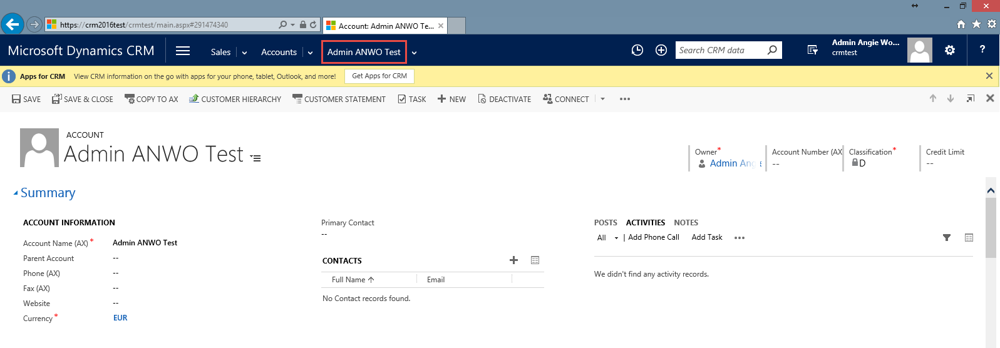 https://crm2016test/crmtest/main.aspx#291474340
Account: Admin ANWO Te...
Microsoft Dynamics CRM
Sales
Accounts
Admin ANWO Test
Search CRM data
Admin Angie Wo...
crmtest
?
Apps for CRM View CRM information on the go with apps for your phone, tablet, Outlook, and more! Get Apps for CRM
SAVE SAVE & CLOSE COPY TO AX CUSTOMER HIERARCHY CUSTOMER STATEMENT TASK NEW DEACTIVATE CONNECT
ACCOUNT
Admin ANWO Test
Owner*
Admin Ang
Account Number (AX
--
Classification*
D
Credit Limit
--
Summary
ACCOUNT INFORMATION
Account Name (AX)* Admin ANWO Test
Parent Account --
Phone (AX) --
Fax (AX) --
Website --
Currency* EUR
Primary Contact
--
CONTACTS
Full Name Email
No Contact records found.
POSTS ACTIVITIES NOTES
All | Add Phone Call Add Task
We didn't find any activity records.